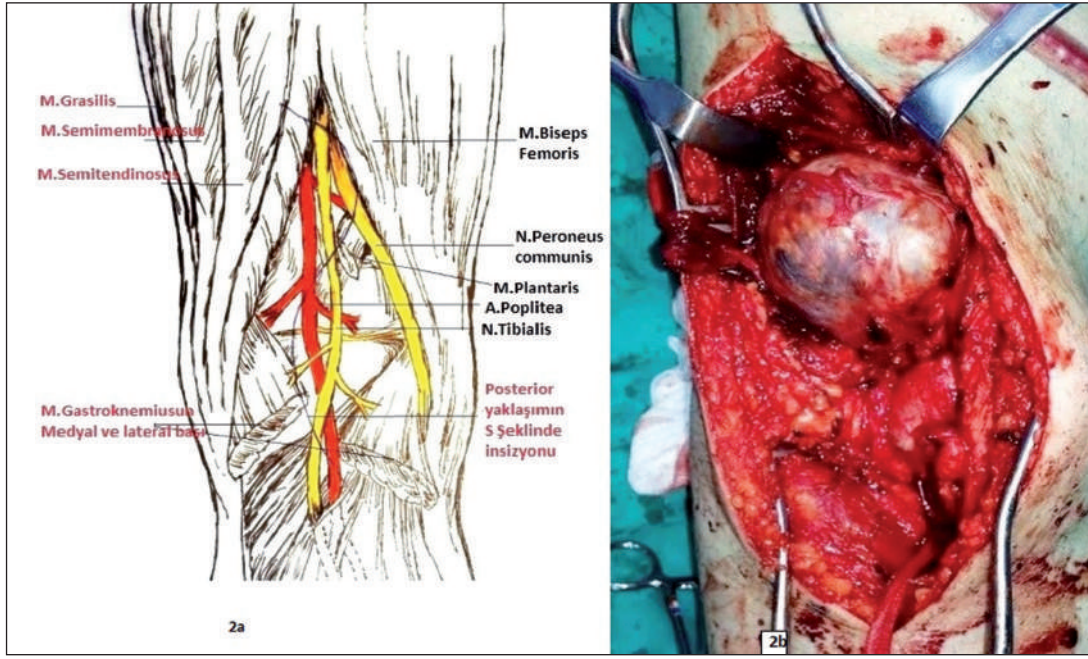 M.Grasilis
M.Semimembranosus
M.Semitendinosus
M.Gastroknemiusun
Medyal ve lateral başı
M.Biseps
Femoris
N.Peroneus
communis
M.Plantaris
A.Poplitea
N.Tibialis
Posterior
yaklaşımın
S Şeklinde
insizyonu
2a
2b